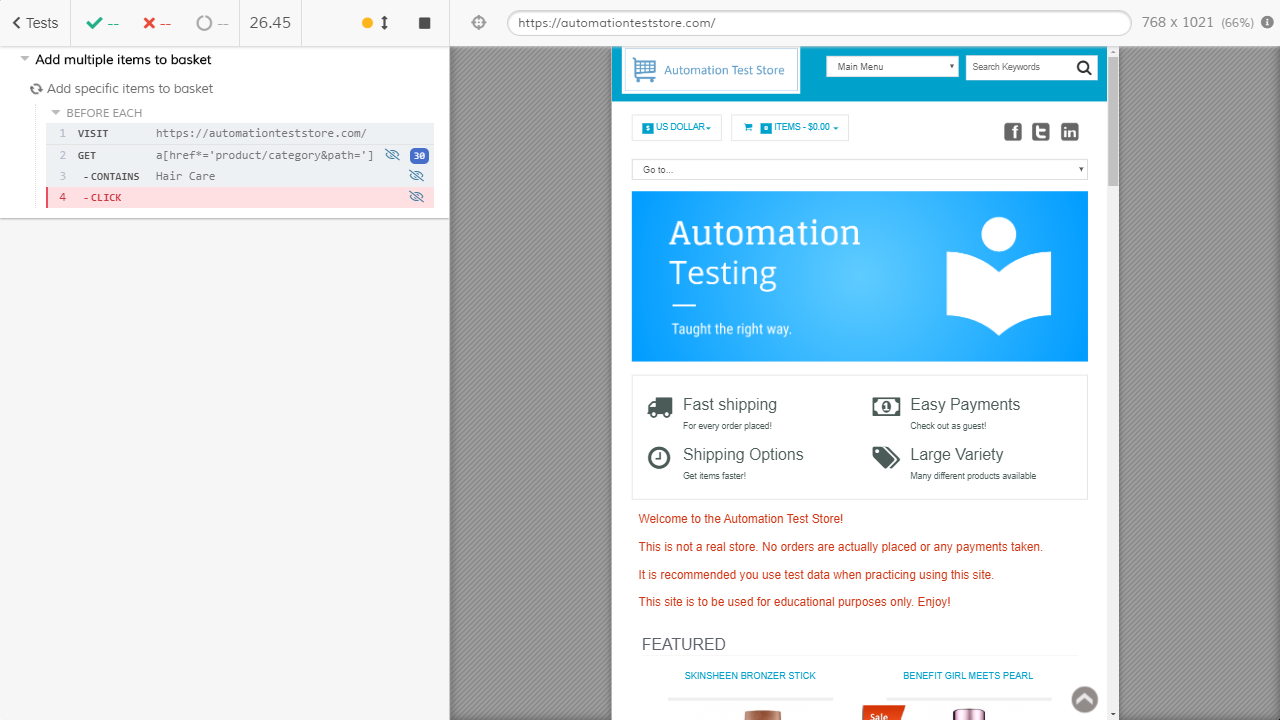 Tests
--
--
--
26.45
https://automationteststore.com/
768 x 1021 (66%)
Add multiple items to basket
Add specific items to basket
BEFORE EACH
1 VISIT https://automationteststore.com/
2 GET a[href*='product/category&path='] 30
3 -CONTAINS Hair Care
4 -CLICK
Automation Test Store
Main Menu
Search Keywords
$ US DOLLAR
0 ITEMS - $0.00
Go to...
Automation
Testing
Taught the right way.
Fast shipping
For every order placed!
Easy Payments
Check out as guest!
Shipping Options
Get items faster!
Large Variety
Many different products available
Welcome to the Automation Test Store!
This is not a real store. No orders are actually placed or any payments taken.
It is recommended you use test data when practicing using this site.
This site is to be used for educational purposes only. Enjoy!
FEATURED
SKINSHEEN BRONZER STICK
BENEFIT GIRL MEETS PEARL
Sale